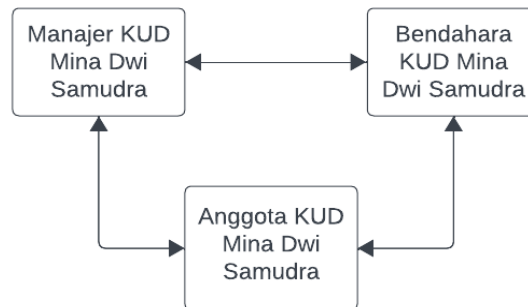 Manajer KUD
Mina Dwi
Samudra
Bendahara
KUD Mina
Dwi Samudra
Anggota KUD
Mina Dwi
Samudra